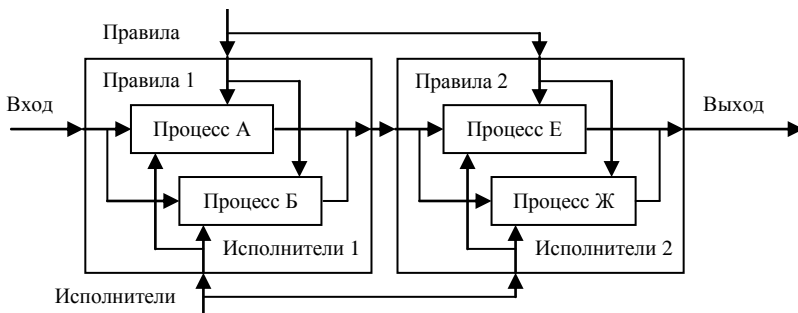 Правила
Правила 1
Правила 2
Вход
Выход
Процесс А
Процесс Е
Процесс Б
Процесс Ж
Исполнители 1
Исполнители 2
Исполнители